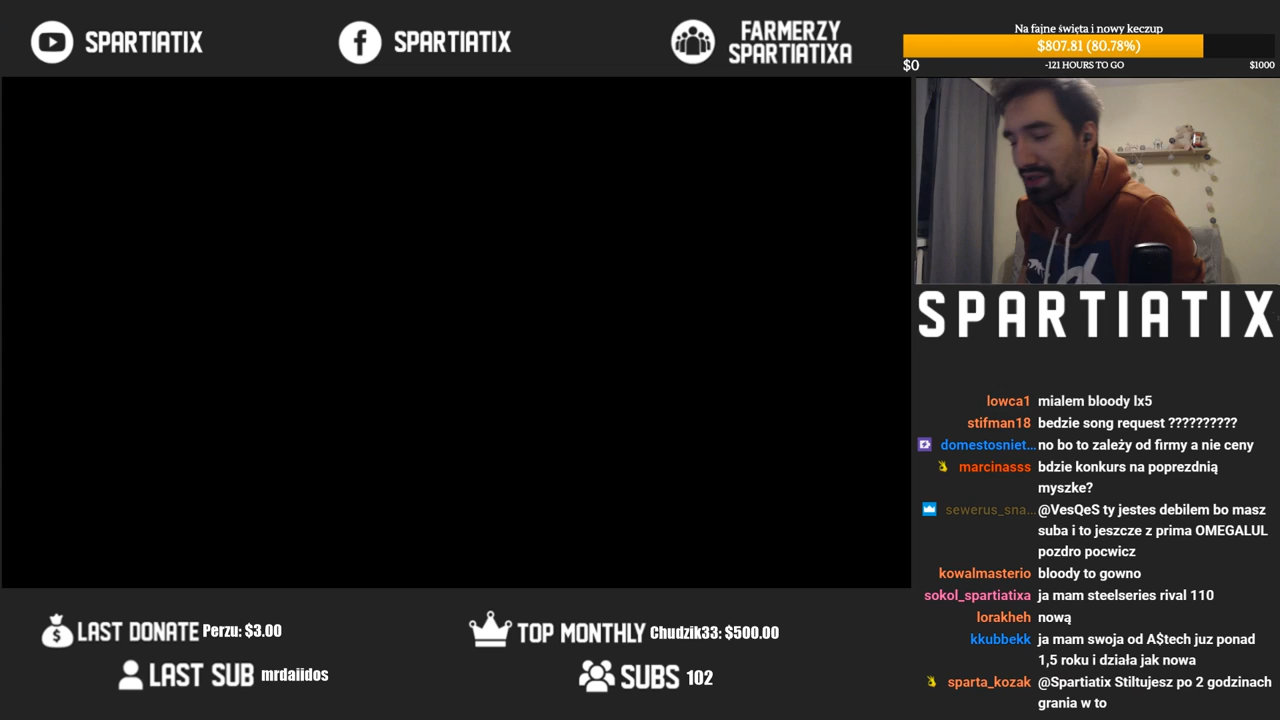 SPARTIATIX
SPARTIATIX
FARMERZY
SPARTIATIXA
Na fajne święta i nowy keczup
$807.81 (80.78%)
$0
-121 HOURS TO GO
$1000
SPARTIATIX
lowca1 mialem bloody lx5
stifman18 bedzie song request ??????????
domestosniet... no bo to zależy od firmy a nie ceny
marcinasss bdzie konkurs na poprezdnią
myszke?
sewerus_sna... @VesQeS ty jestes debilem bo masz
suba i to jeszcze z prima OMEGALUL
pozdro pocwicz
kowalmasterio bloody to gowno
sokol_spartiatixa ja mam steelseries rival 110
lorakheh nową
kkubbekk ja mam swoja od A$tech juz ponad
1,5 roku i działa jak nowa
sparta_kozak @Spartiatix Stiltujesz po 2 godzinach
grania w to
LAST DONATE Perzu: $3.00
TOP MONTHLY Chudzik33: $500.00
LAST SUB mrdaiidos
SUBS 102